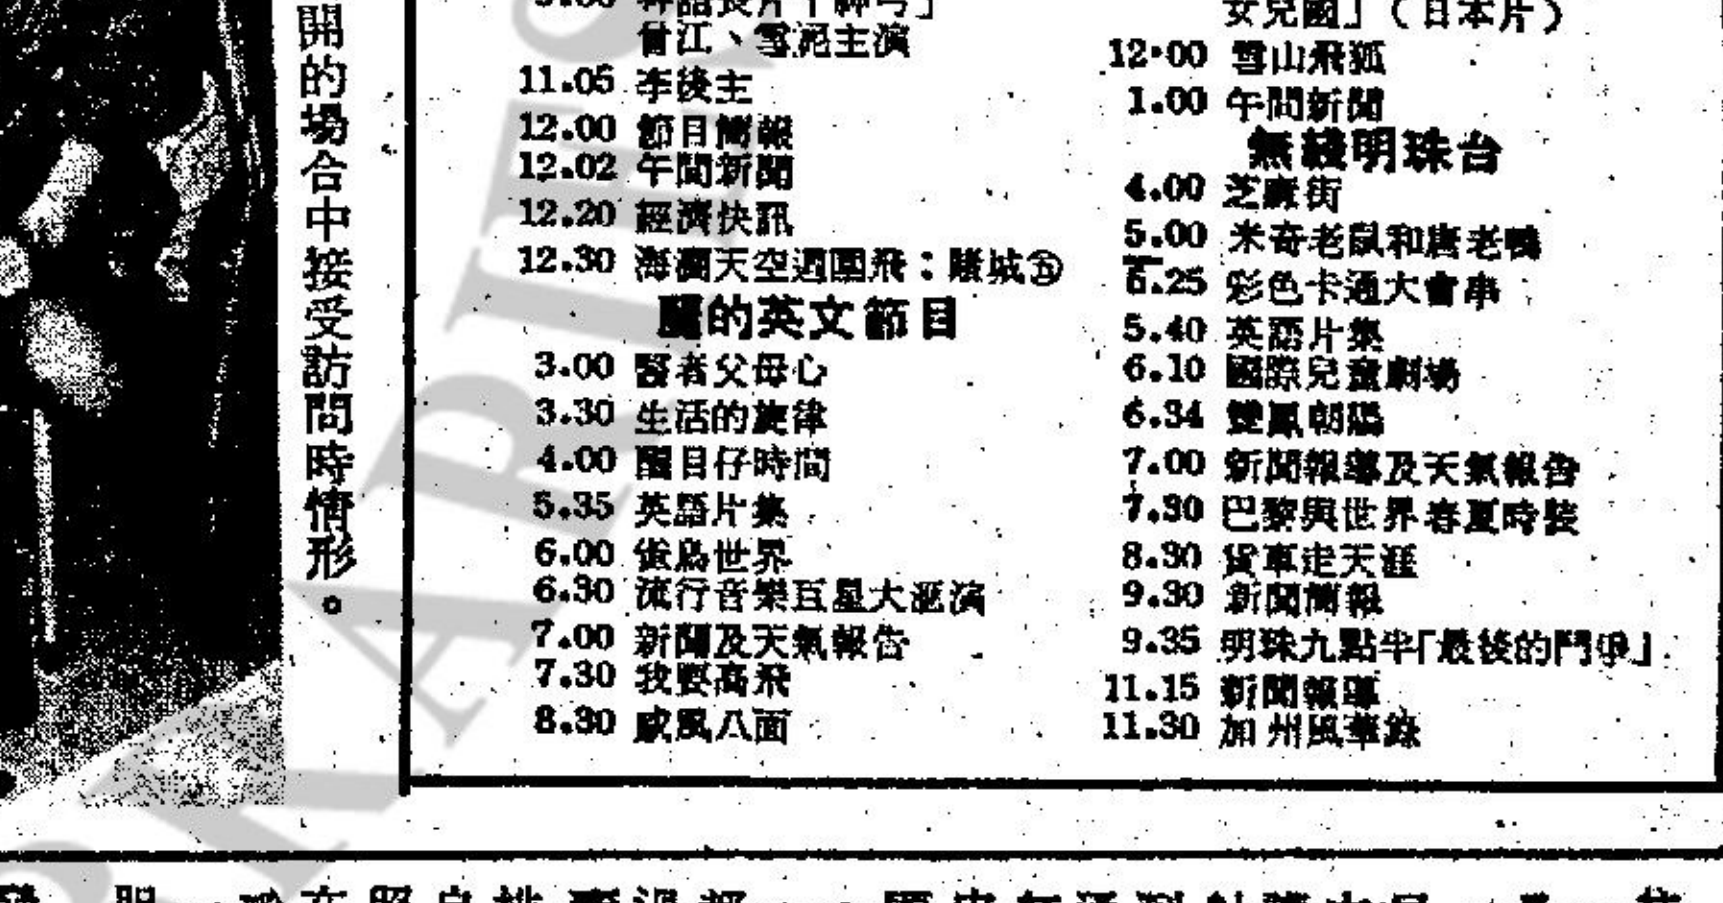 開的場合中接受訪問時情形。
曾江、雪妮主演
11.05 李後主
12.00 節目簡報
12.02 午間新聞
12.20 經濟快訊
12.30 海濶天空週圍飛：賭城㊄
麗的英文節目
3.00 醫者父母心
3.30 生活的旋律
4.00 醒目仔時間
5.35 英語片集
6.00 雀鳥世界
6.30 流行音樂巨星大滙演
7.00 新聞及天氣報告
7.30 我要高飛
8.30 威風八面
女兒國」（日本片）
12.00 雪山飛狐
1.00 午間新聞
無綫明珠台
4.00 芝蔴街
5.00 米奇老鼠和唐老鴨
5.25 彩色卡通大會串
5.40 英語片集
6.10 國際兒童劇場
6.34 雙鳳朝陽
7.00 新聞報導及天氣報告
7.30 巴黎與世界春夏時裝
8.30 貨車走天涯
9.30 新聞簡報
9.35 明珠九點半「最後的鬥爭」
11.15 新聞報導
11.30 加州風華錄